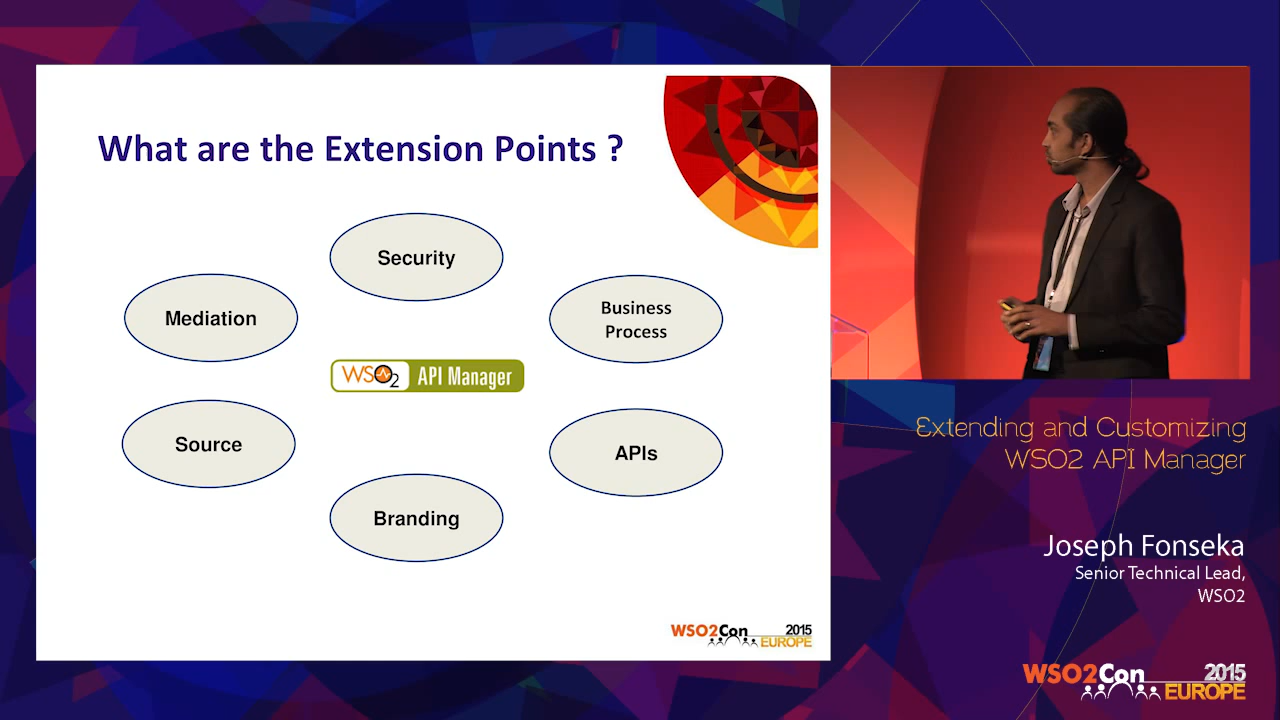 What are the Extension Points ?
Security
Mediation
Business
Process
WSO2 API Manager
Source
APIs
Branding
WSO2Con 2015
EUROPE
Extending and Customizing
WSO2 API Manager
Joseph Fonseka
Senior Technical Lead,
WSO2
WSO2Con 2015
EUROPE